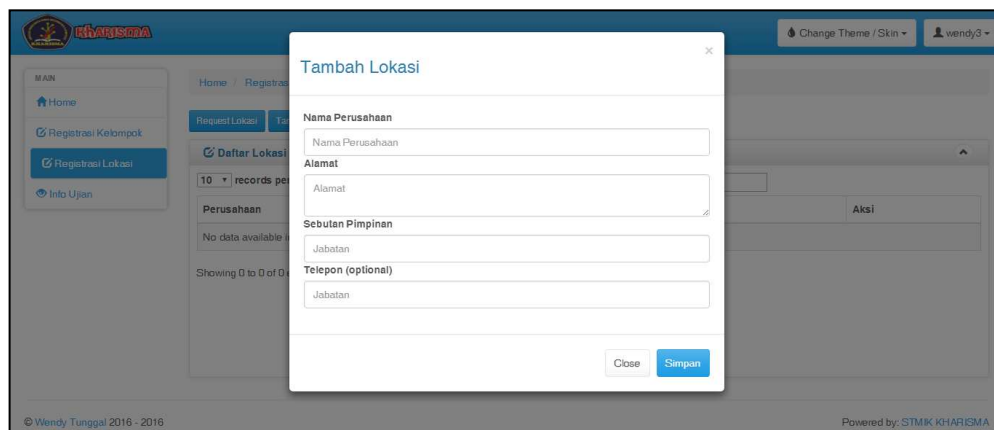 KHARISMA
KHARISMA
Change Theme / Skin
wendy3
MAIN
Home
Registrasi Kelompok
Registrasi Lokasi
Info Ujian
Home / Registras
Request Lokasi
Daftar Lokasi
10 records pe
Perusahaan
Aksi
No data available i
Showing 0 to 0 of 0 e
Tambah Lokasi
×
Nama Perusahaan
Nama Perusahaan
Alamat
Alamat
Sebutan Pimpinan
Jabatan
Telepon (optional)
Jabatan
Close
Simpan
© Wendy Tunggal 2016 - 2016
Powered by: STMIK KHARISMA